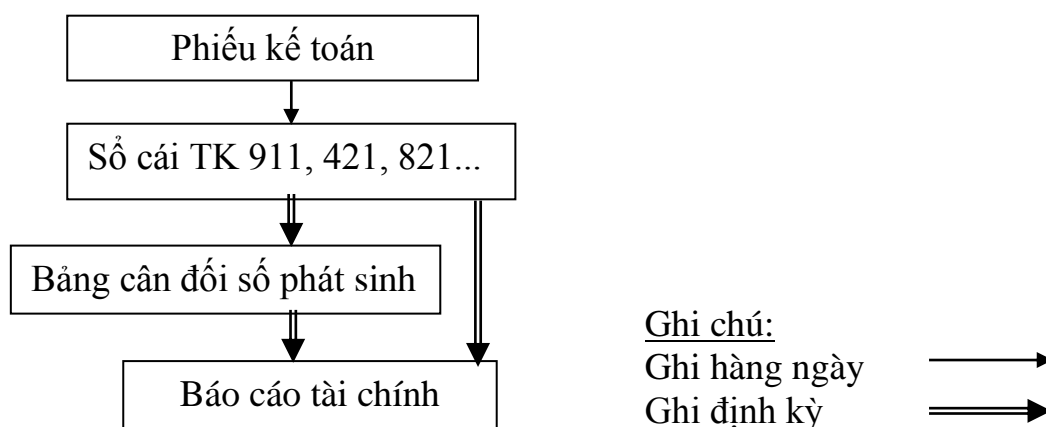 Phiếu kế toán
Sổ cái TK 911, 421, 821...
Bảng cân đối số phát sinh
Báo cáo tài chính
Ghi chú:
Ghi hàng ngày
Ghi định kỳ